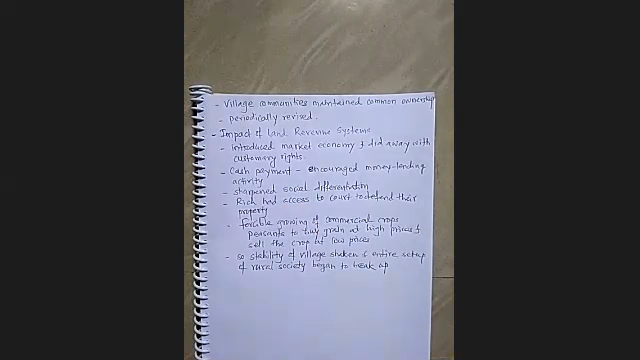 - Village communities maintained common ownership
- periodically revised.
- Impact of Land Revenue Systems
- introduced market economy & did away with
customary rights
- Cash payment - encouraged money-lending
activity
- sharpened social differentiation
- Rich had access to court to defend their
property
- forcible growing of commercial crops
peasants to buy grain at high prices &
sell the crop at low prices
- so stability of village shaken & entire setup
of rural society began to break up